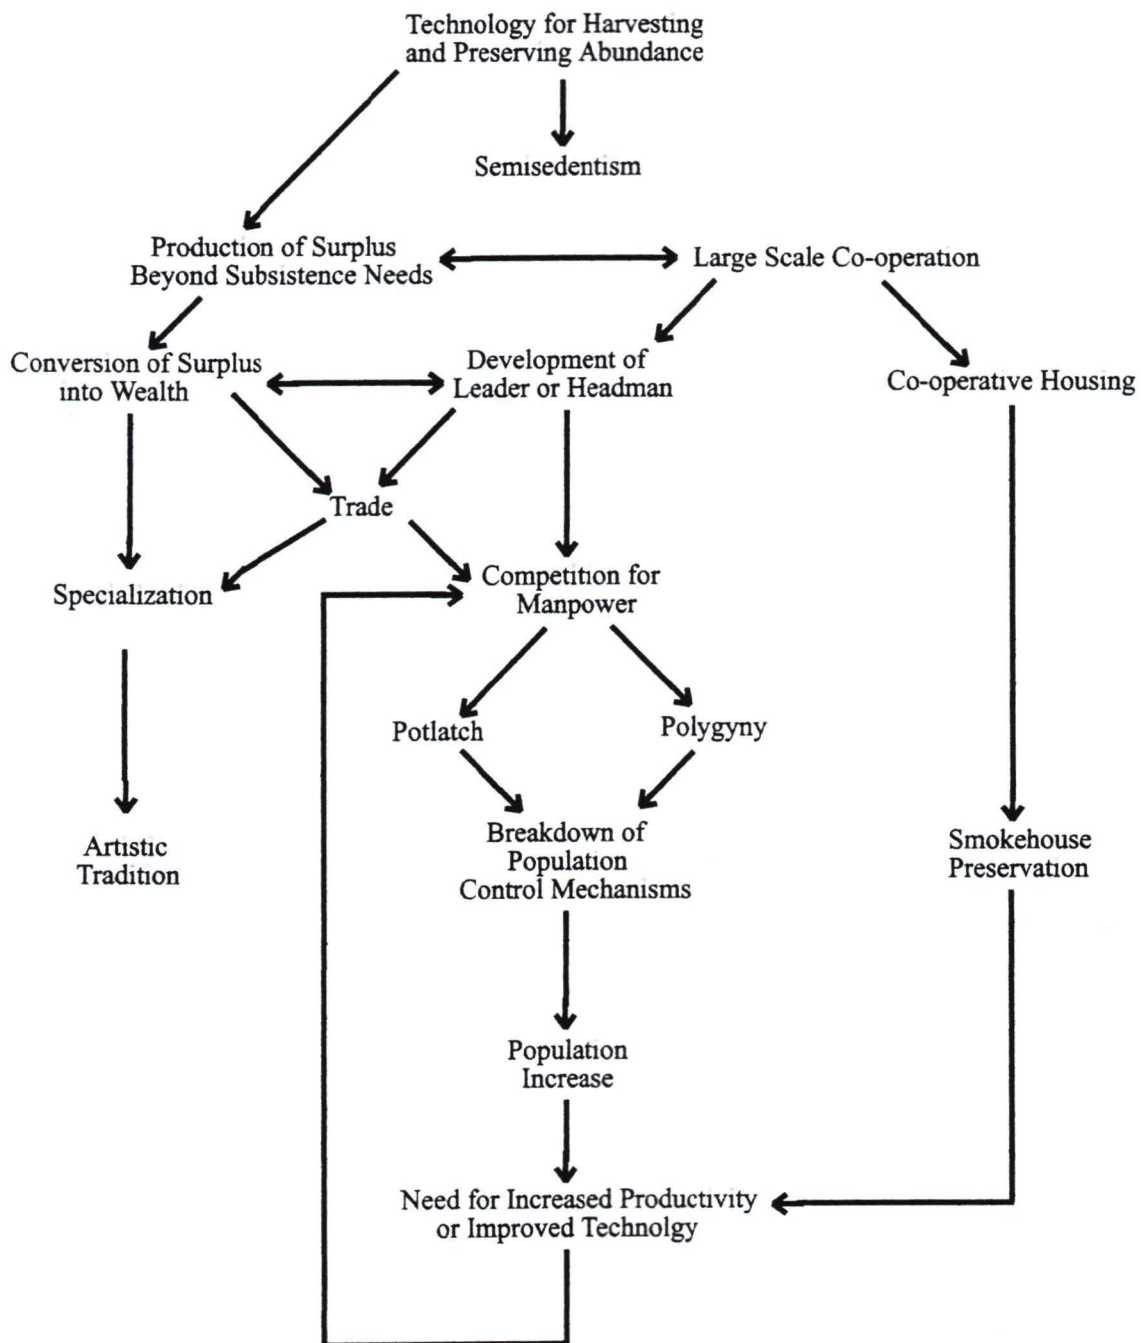 Technology for Harvesting
and Preserving Abundance
Semisedentism
Production of Surplus
Beyond Subsistence Needs
Large Scale Co-operation
Conversion of Surplus
into Wealth
Development of
Leader or Headman
Co-operative Housing
Trade
Specialization
Competition for
Manpower
Potlatch
Polygyny
Artistic
Tradition
Breakdown of
Population
Control Mechanisms
Smokehouse
Preservation
Population
Increase
Need for Increased Productivity
or Improved Technolgy